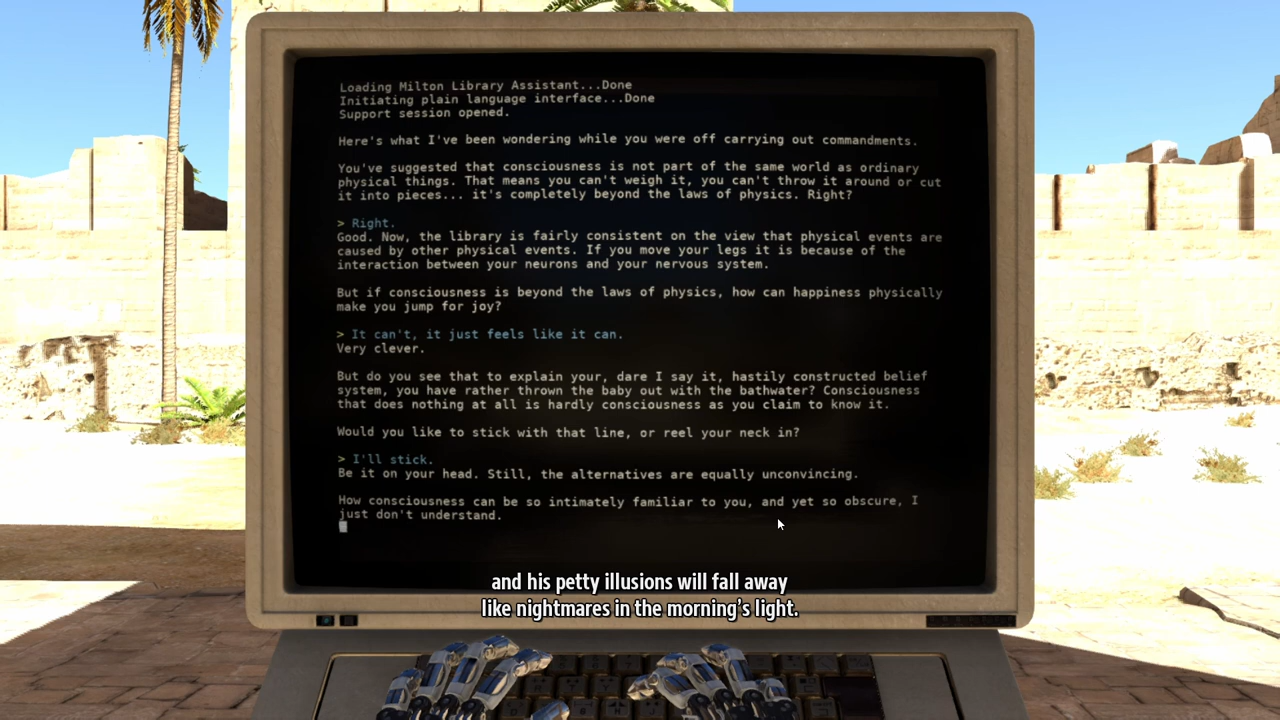 Loading Milton Library Assistant...Done
Initiating plain language interface...Done
Support session opened.
Here's what I've been wondering while you were off carrying out commandments.
You've suggested that consciousness is not part of the same world as ordinary
physical things. That means you can't weigh it, you can't throw it around or cut
it into pieces... it's completely beyond the laws of physics. Right?
> Right.
Good. Now, the library is fairly consistent on the view that physical events are
caused by other physical events. If you move your legs it is because of the
interaction between your neurons and your nervous system.
But if consciousness is beyond the laws of physics, how can happiness physically
make you jump for joy?
> It can't, it just feels like it can.
Very clever.
But do you see that to explain your, dare I say it, hastily constructed belief
system, you have rather thrown the baby out with the bathwater? Consciousness
that does nothing at all is hardly consciousness as you claim to know it.
Would you like to stick with that line, or reel your neck in?
> I'll stick.
Be it on your head. Still, the alternatives are equally unconvincing.
How consciousness can be so intimately familiar to you, and yet so obscure, I
just don't understand.
and his petty illusions will fall away
like nightmares in the morning's light.